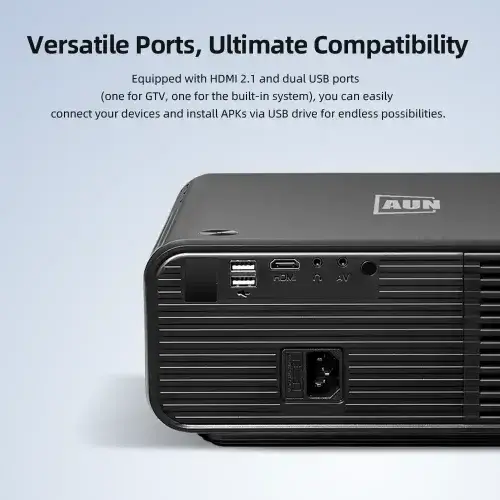 Versatile Ports, Ultimate Compatibility
Equipped with HDMI 2.1 and dual USB ports
(one for GTV, one for the built-in system), you can easily
connect your devices and install APKs via USB drive for endless possibilities.
AUN
HDMI AV